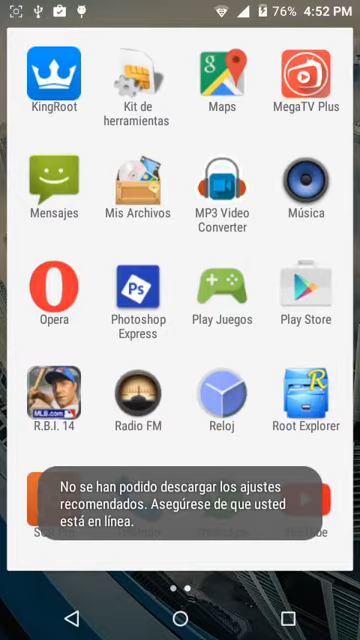 76% 4:52 PM
KingRoot
Kit de
herramientas
Maps
MegaTV Plus
Mensajes
Mis Archivos
MP3 Video
Converter
Música
Opera
Photoshop
Express
Play Juegos
Play Store
R.B.I. 14
Radio FM
Reloj
Root Explorer
No se han podido descargar los ajustes
recomendados. Asegúrese de que usted
está en línea.